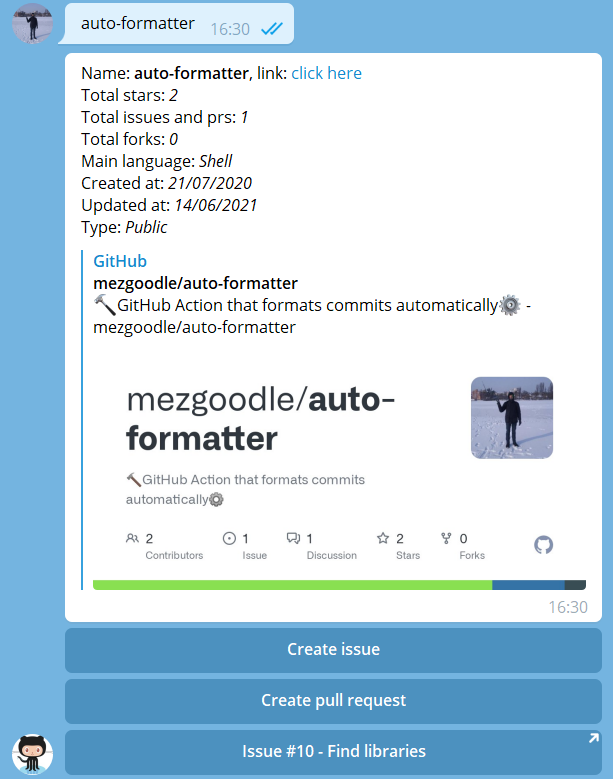 auto-formatter 16:30
Name: auto-formatter, link: click here
Total stars: 2
Total issues and prs: 1
Total forks: 0
Main language: Shell
Created at: 21/07/2020
Updated at: 14/06/2021
Type: Public
GitHub
mezgoodle/auto-formatter
🔨GitHub Action that formats commits automatically⚙️ -
mezgoodle/auto-formatter
mezgoodle/auto-
formatter
🔨GitHub Action that formats commits
automatically⚙️
2 1 1 2 0
Contributors Issue Discussion Stars Forks
16:30
Create issue
Create pull request
Issue #10 - Find libraries